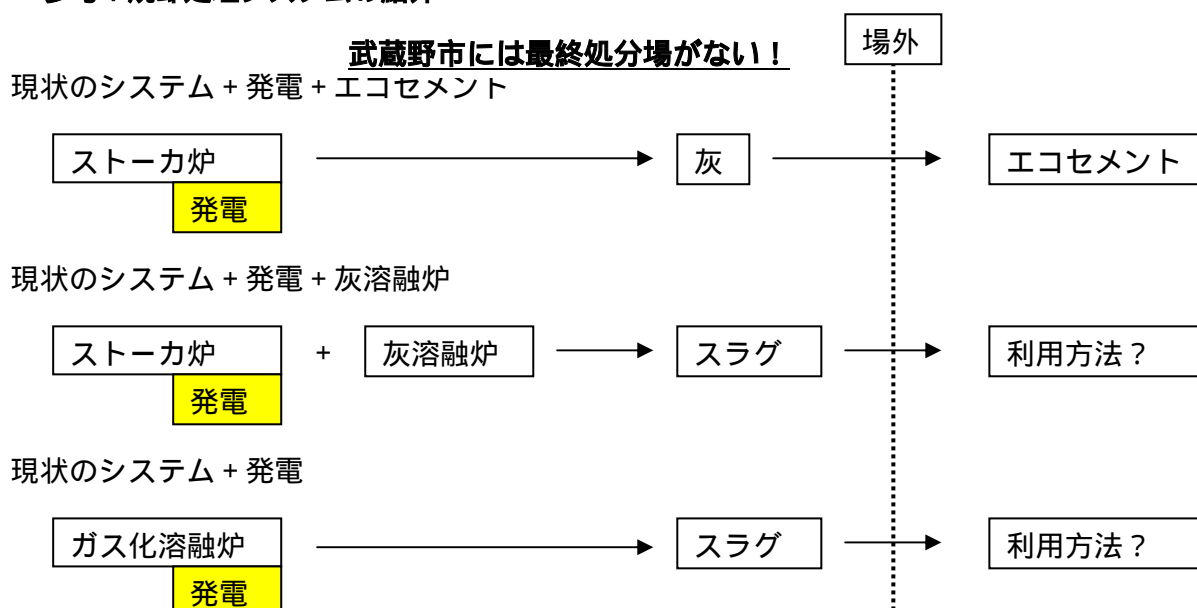 武蔵野市には最終処分場がない！
場外
現状のシステム + 発電 + エコセメント
ストーカ炉
灰
エコセメント
発電
現状のシステム + 発電 + 灰溶融炉
ストーカ炉 + 灰溶融炉
スラグ
利用方法？
発電
現状のシステム + 発電
ガス化溶融炉
スラグ
利用方法？
発電